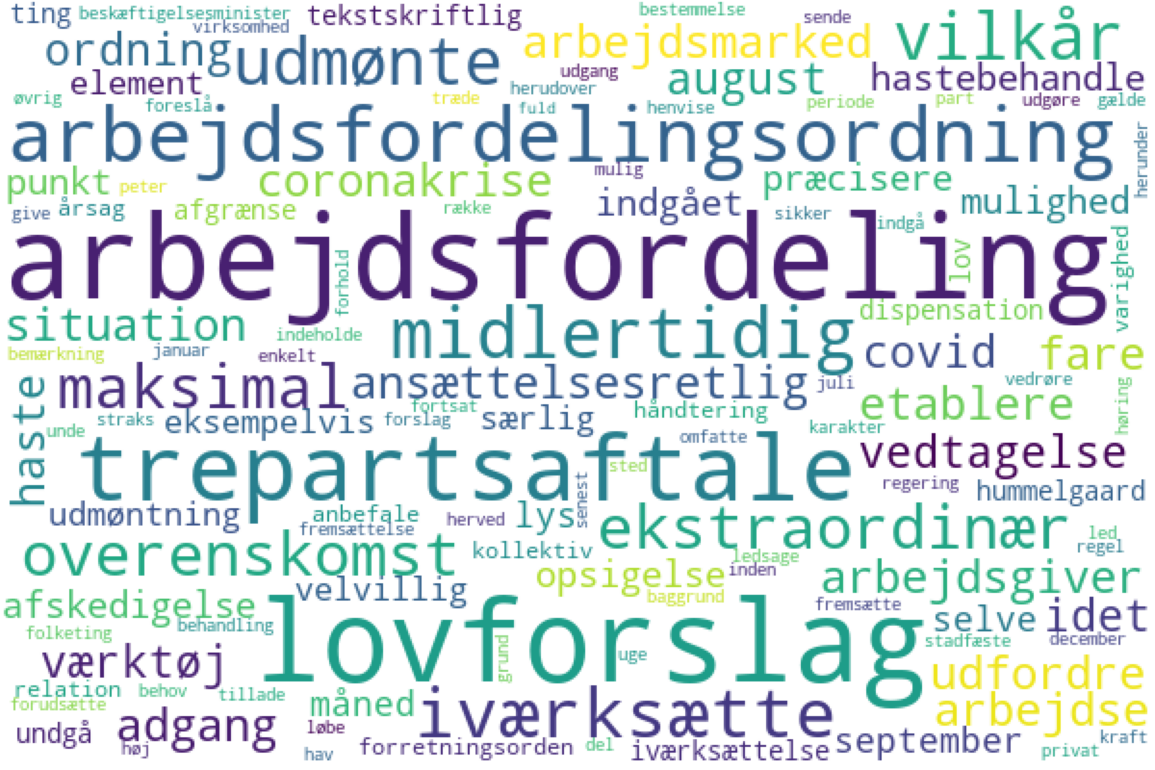 ting beskæftigelsesminister tekstskriftlig bestemmelse sende
virksomhed
ordning udmønte arbejdsmarked vilkår
element udgang august hastebehandle
øvrig foreslå træde herudover fuld henvise periode part udgøre gælde
arbejdsfordelingsordning herunder
punkt peter coronakrise mulig præcisere
give årsag afgrænse række indgået sikker indgå mulighed
arbejdsfordeling forhold lov varighed
situation indeholde midlertidig dispensation
bemærkning januar enkelt covid fare
haste maksimal ansættelsesretlig juli vedrøre høring
straks eksempelvis fortsat forslag særlig håndtering karakter etablere
unde trepartsaftale omfatte sted vedtagelse
regering hummelgaard
udmøntning anbefale fremsættelse herved lys senest ekstraordinær led
regel
overenskomst kollektiv ledsage
velvillig opsigelse inden arbejdsgiver
afskedigelse baggrund fremsætte selve idet
folketing behandling lovforslag stadfæste december
værktøj grund uge udfordre
relation behov tillade måned iværksætte arbejdse
forudsætte
undgå adgang løbe september kraft
høj hav forretningsorden del iværksættelse privat